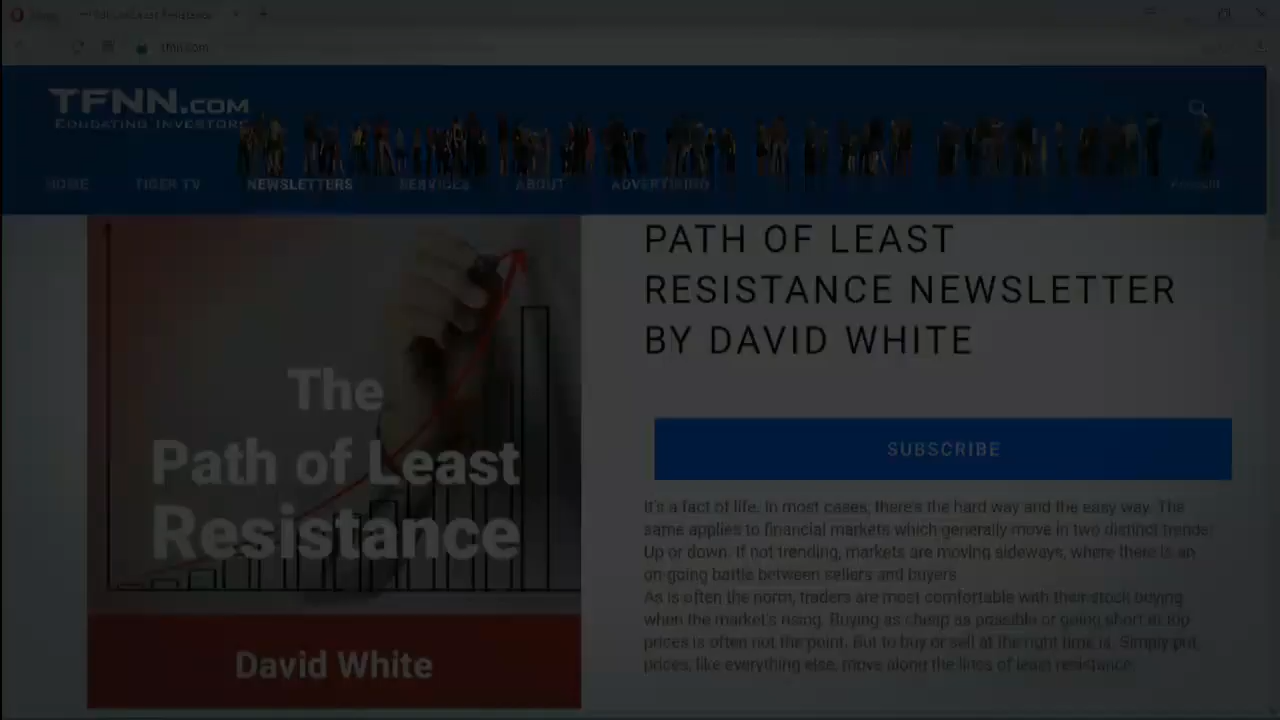 tfnn.com
TFNN.COM
EDUCATING INVESTORS
HOME TIGER TV NEWSLETTERS SERVICES ABOUT ADVERTISING
PATH OF LEAST
RESISTANCE NEWSLETTER
BY DAVID WHITE
The
Path of Least
Resistance
David White
SUBSCRIBE
It's a fact of life. In most cases, there's the hard way and the easy way. The
same applies to financial markets which generally move in two distinct trends:
Up or down. If not trending, markets are moving sideways, where there is an
on-going battle between sellers and buyers.
As is often the norm, traders are most comfortable with their stock buying
when the market's rising. Buying as cheap as possible or going short at top
prices is often not the point. But to buy or sell at the right time is. Simply put,
prices, like everything else, move along the lines of least resistance.